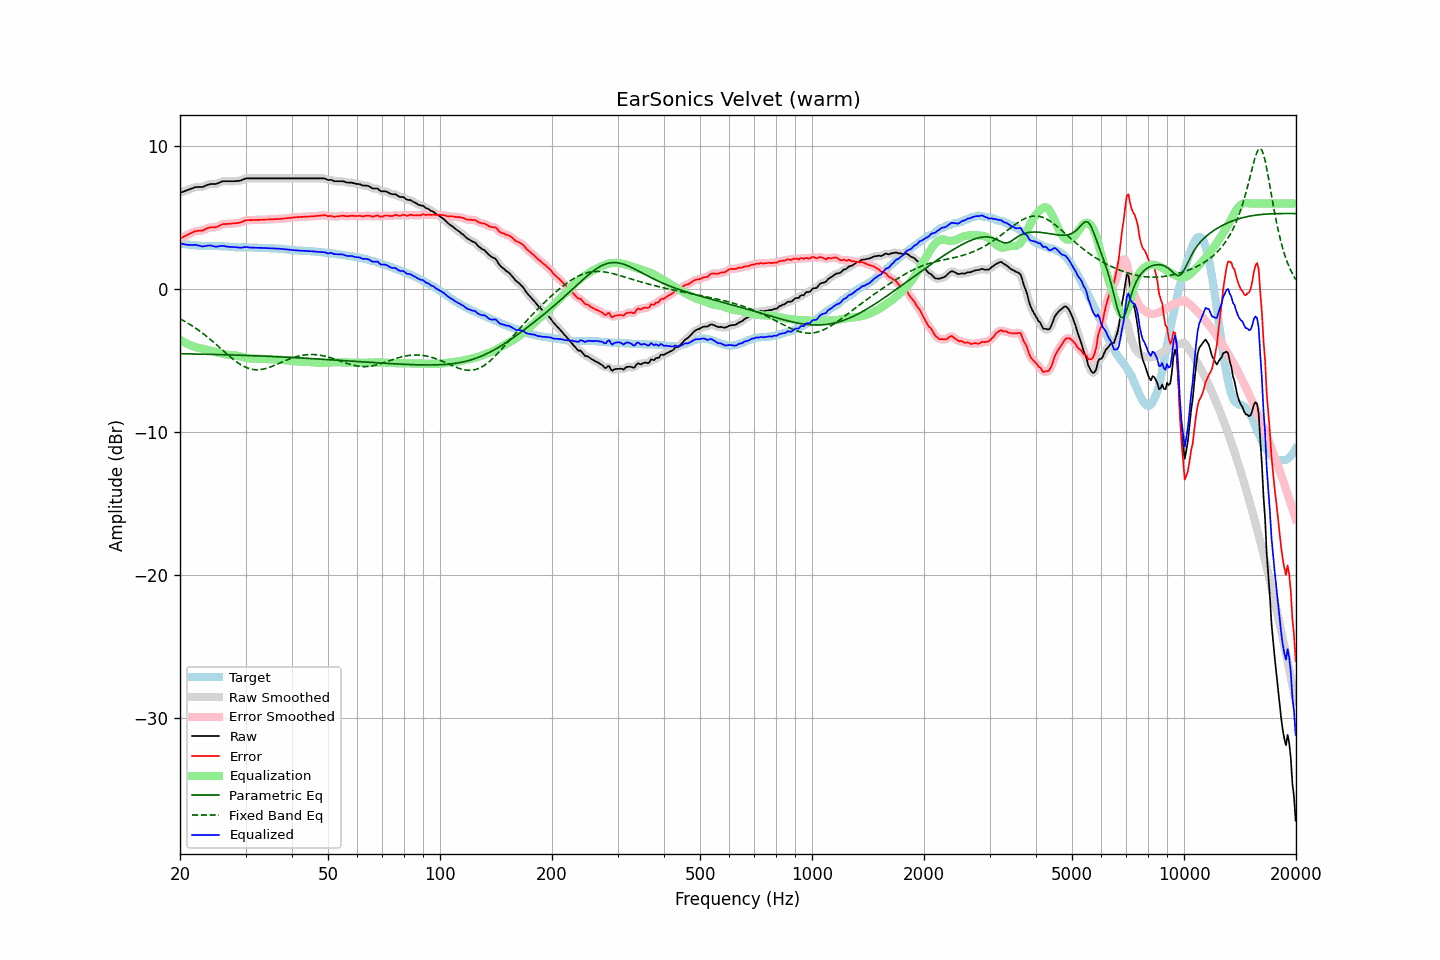 EarSonics Velvet (warm)
Amplitude (dBr)
10
0
−10
−20
−30
Target
Raw Smoothed
Error Smoothed
Raw
Error
Equalization
Parametric Eq
Fixed Band Eq
Equalized
20 50 100 200 500 1000 2000 5000 10000 20000
Frequency (Hz)